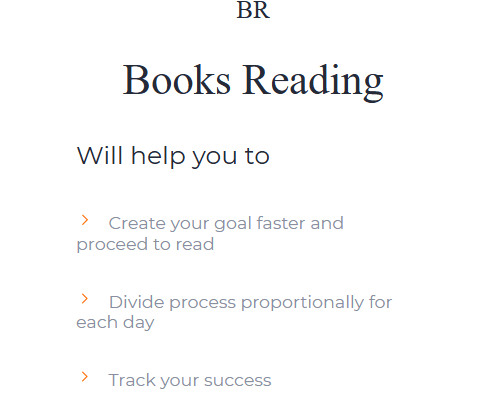 BR
Books Reading
Will help you to
Create your goal faster and
proceed to read
Divide process proportionally for
each day
Track your success